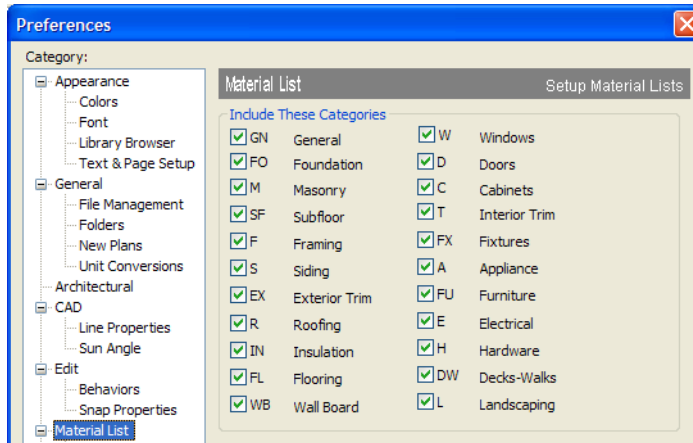 Preferences
Category:
Appearance
Colors
Font
Library Browser
Text & Page Setup
General
File Management
Folders
New Plans
Unit Conversions
Architectural
CAD
Line Properties
Sun Angle
Edit
Behaviors
Snap Properties
Material List
Material List Setup Material Lists
Include These Categories
GN General
FO Foundation
M Masonry
SF Subfloor
F Framing
S Siding
EX Exterior Trim
R Roofing
IN Insulation
FL Flooring
WB Wall Board
W Windows
D Doors
C Cabinets
T Interior Trim
FX Fixtures
A Appliance
FU Furniture
E Electrical
H Hardware
DW Decks-Walks
L Landscaping